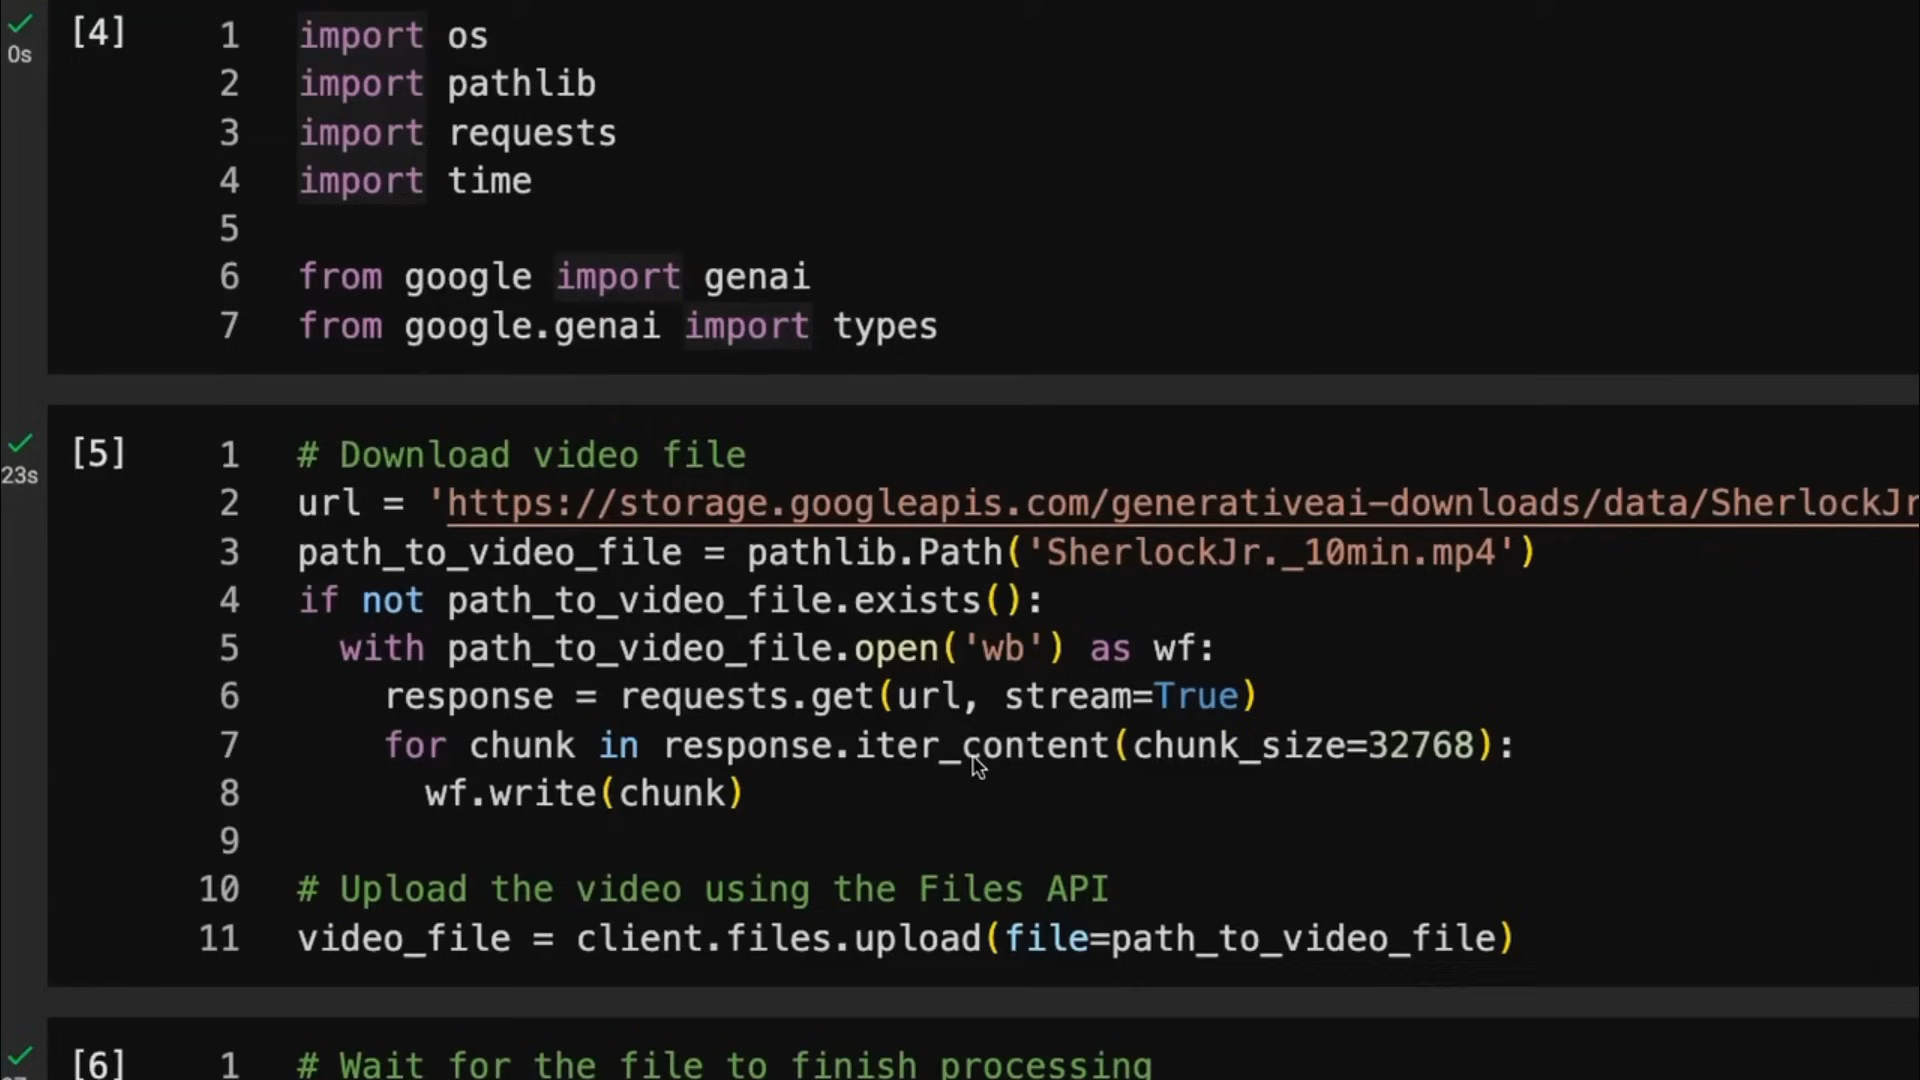 0s
[4]
1 import os
2 import pathlib
3 import requests
4 import time
5
6 from google import genai
7 from google.genai import types
23s
[5]
1 # Download video file
2 url = 'https://storage.googleapis.com/generativeai-downloads/data/SherlockJr
3 path_to_video_file = pathlib.Path('SherlockJr._10min.mp4')
4 if not path_to_video_file.exists():
5 with path_to_video_file.open('wb') as wf:
6 response = requests.get(url, stream=True)
7 for chunk in response.iter_content(chunk_size=32768):
8 wf.write(chunk)
9
10 # Upload the video using the Files API
11 video_file = client.files.upload(file=path_to_video_file)
[6]
1 # Wait for the file to finish processing